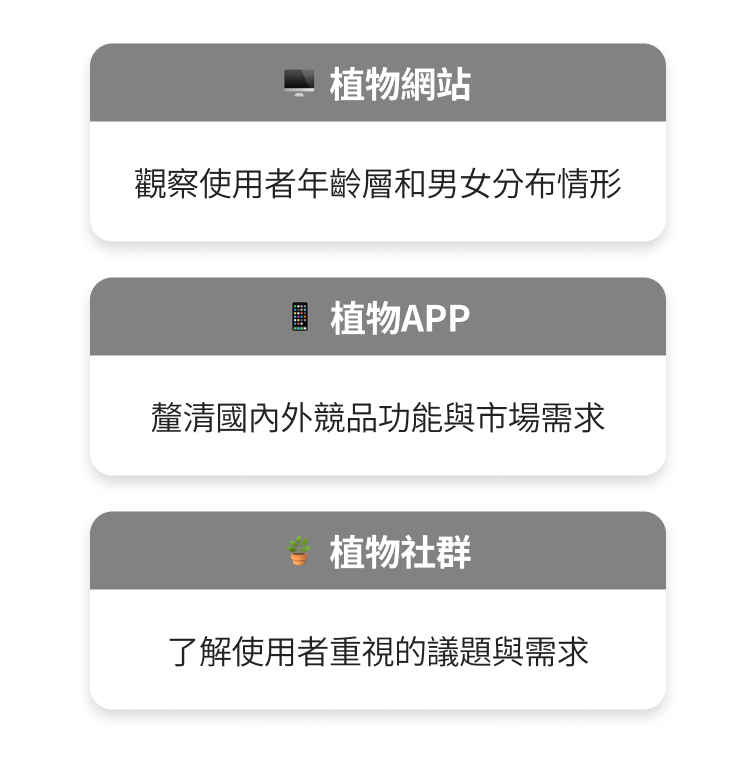 植物網站
觀察使用者年齡層和男女分布情形
植物APP
釐清國內外競品功能與市場需求
植物社群
了解使用者重視的議題與需求